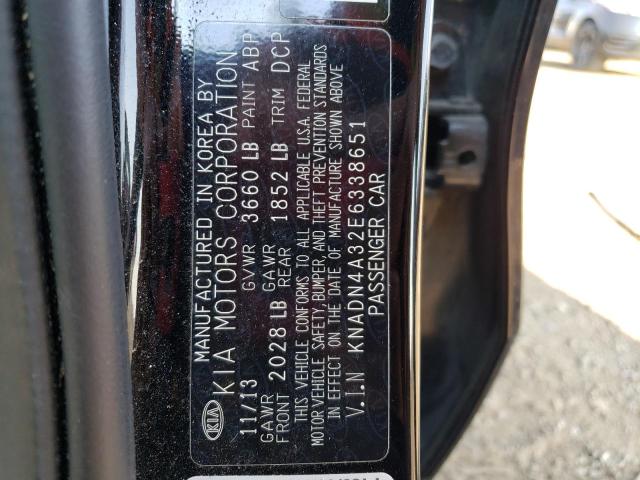 KIA
MANUFACTURED IN KOREA BY
KIA MOTORS CORPORATION
11/13 GVWR 3660 LB PAINT ABP
GAWR FRONT 2028 LB GAWR REAR 1852 LB TRIM DCP
THIS VEHICLE CONFORMS TO ALL APPLICABLE U.S.A. FEDERAL
MOTOR VEHICLE SAFETY, BUMPER, AND THEFT PREVENTION STANDARDS
IN EFFECT ON THE DATE OF MANUFACTURE SHOWN ABOVE
V.I.N KNADN4A32E6338651
PASSENGER CAR